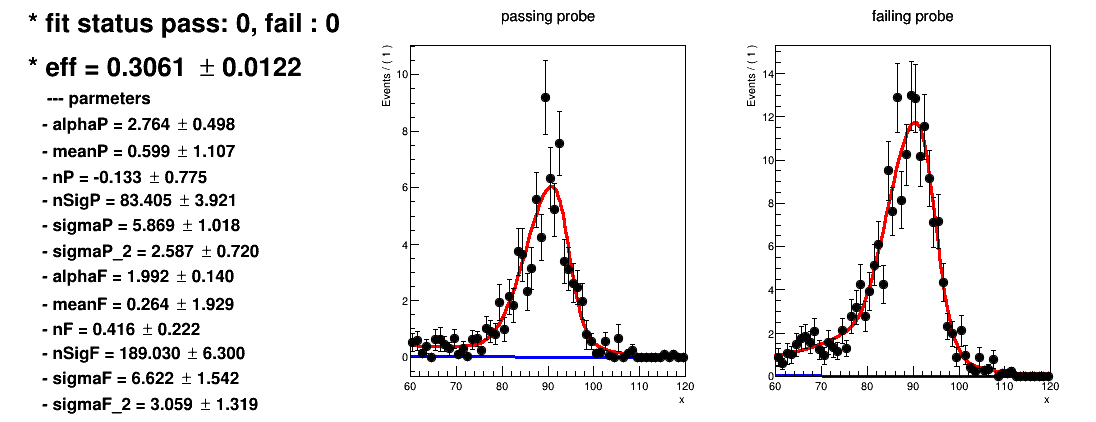 * fit status pass: 0, fail : 0
* eff = 0.3061 ± 0.0122
--- parmeters
- alphaP = 2.764 ± 0.498
- meanP = 0.599 ± 1.107
- nP = -0.133 ± 0.775
- nSigP = 83.405 ± 3.921
- sigmaP = 5.869 ± 1.018
- sigmaP_2 = 2.587 ± 0.720
- alphaF = 1.992 ± 0.140
- meanF = 0.264 ± 1.929
- nF = 0.416 ± 0.222
- nSigF = 189.030 ± 6.300
- sigmaF = 6.622 ± 1.542
- sigmaF_2 = 3.059 ± 1.319
passing probe
Events / ( 1 )
10
8
6
4
2
0
60 70 80 90 100 110 120
x
failing probe
Events / ( 1 )
14
12
10
8
6
4
2
0
60 70 80 90 100 110 120
x